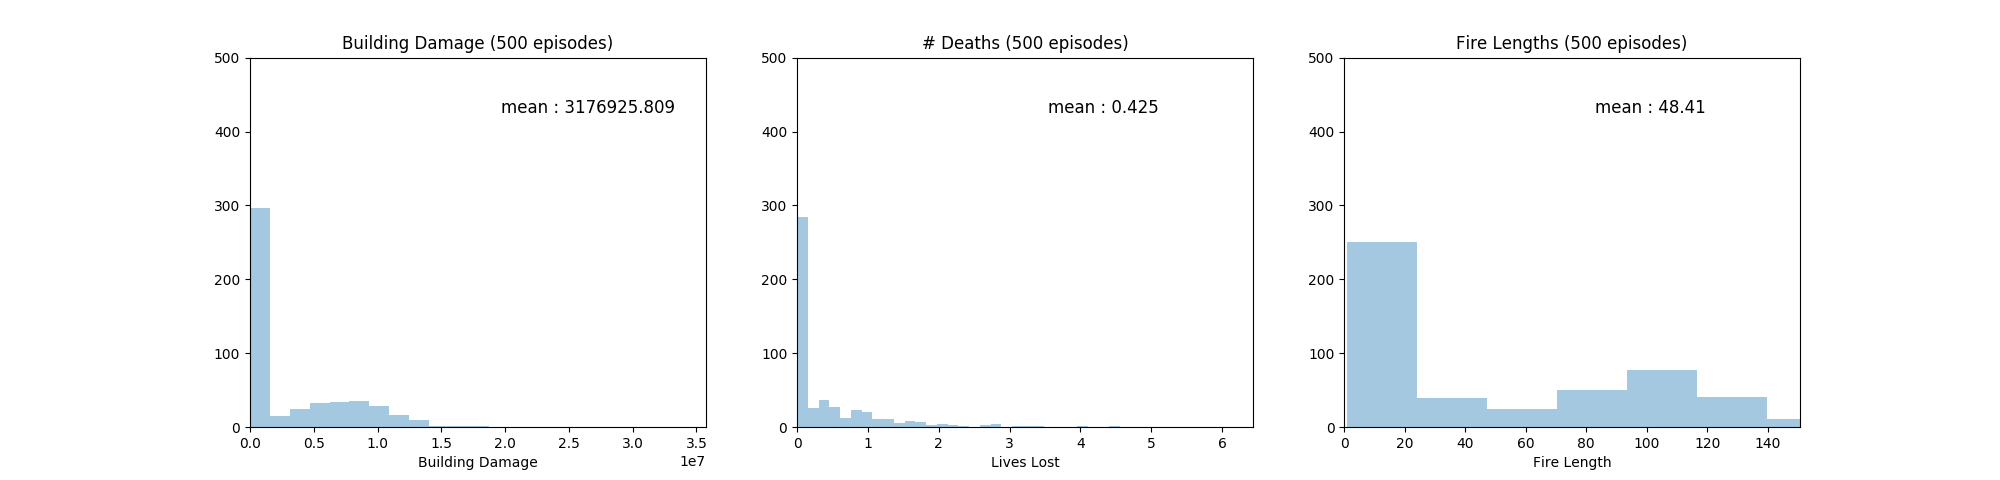 Building Damage (500 episodes)
mean : 3176925.809
500
400
300
200
100
0
0.0 0.5 1.0 1.5 2.0 2.5 3.0 3.5
1e7
Building Damage
# Deaths (500 episodes)
mean : 0.425
500
400
300
200
100
0
0 1 2 3 4 5 6
Lives Lost
Fire Lengths (500 episodes)
mean : 48.41
500
400
300
200
100
0
0 20 40 60 80 100 120 140
Fire Length